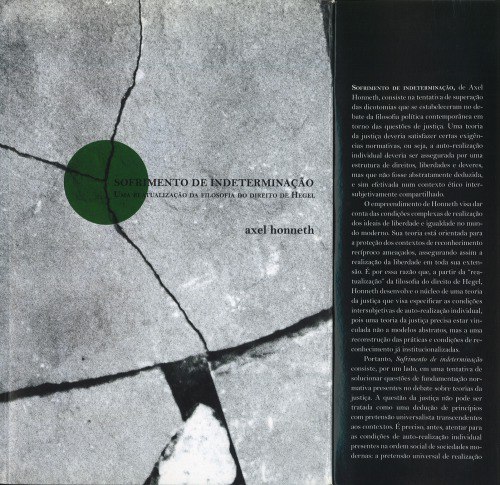 SOFRIMENTO DE INDETERMINAÇÃO
UMA REATUALIZAÇÃO DA FILOSOFIA DO DIREITO DE HEGEL
axel honneth
SOFRIMENTO DE INDETERMINAÇÃO, de Axel
Honneth, consiste na tentativa de superação
das dicotomias que se estabeleceram no de-
bate da filosofia política contemporânea em
torno das questões de justiça. Uma teoria
da justiça deveria satisfazer certas exigên-
cias normativas, ou seja, a auto-realização
individual deveria ser assegurada por uma
estrutura de direitos, liberdades e deveres,
mas que não fosse abstratamente deduzida,
e sim efetivada num contexto ético inter-
subjetivamente compartilhado.
O empreendimento de Honneth visa dar
conta das condições complexas de realização
dos ideais de liberdade e igualdade no mun-
do moderno. Sua teoria está orientada para
a proteção dos contextos de reconhecimento
recíproco ameaçados, assegurando assim a
realização da liberdade em toda sua exten-
são. É por essa razão que, a partir da "rea-
tualização" da filosofia do direito de Hegel,
Honneth desenvolve o núcleo de uma teoria
da justiça que visa especificar as condições
intersubjetivas de auto-realização individual,
pois uma teoria da justiça precisa estar vin-
culada não a modelos abstratos, mas a uma
reconstrução das práticas e condições de re-
conhecimento já institucionalizadas.
Portanto, Sofrimento de indeterminação
consiste, por um lado, em uma tentativa de
solucionar questões de fundamentação nor-
mativa presentes no debate sobre teorias da
justiça. A questão da justiça não pode ser
tratada como uma dedução de princípios
com pretensão universalista transcendentes
aos contextos. É preciso, antes, atentar para
as condições de auto-realização individual
presentes na ordem social de sociedades mo-
dernas: a pretensão universal de realização